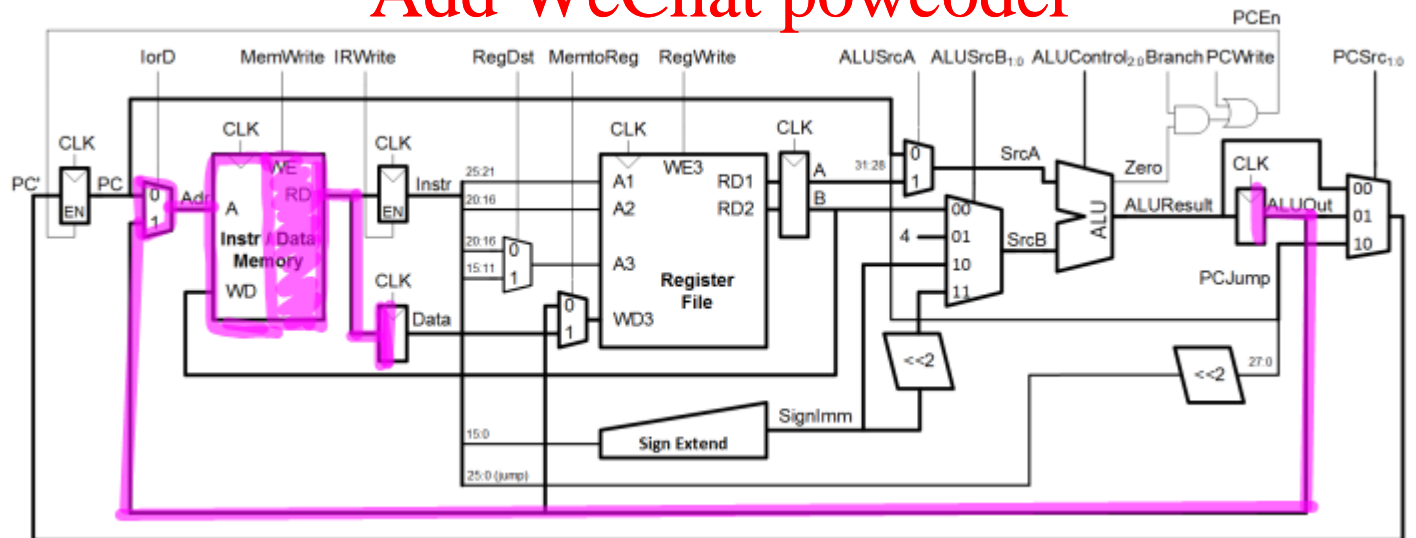 Add WeChat powcoder
PCEn
IorD MemWrite IRWrite RegDst MemtoReg RegWrite ALUSrcA ALUSrcB1:0 ALUControl2:0 Branch PCWrite PCSrc1:0
CLK CLK CLK CLK CLK
CLK
PC' PC 0 1 Adr A WE RD Instr 25:21 A1 WE3 RD1 A 31:28 0 1 SrcA Zero CLK 00
EN EN 20:16 A2 RD2 B 00 ALUResult ALUOut 01
Instr / Data
Memory
20:16 0 A3 4 01 SrcB ALU 10
15:11 1 10 PCJump
WD CLK Register
File
Data 0 1 WD3 11
<<2 <<2 27:0
SignImm
15:0 Sign Extend
25:0 (jump)